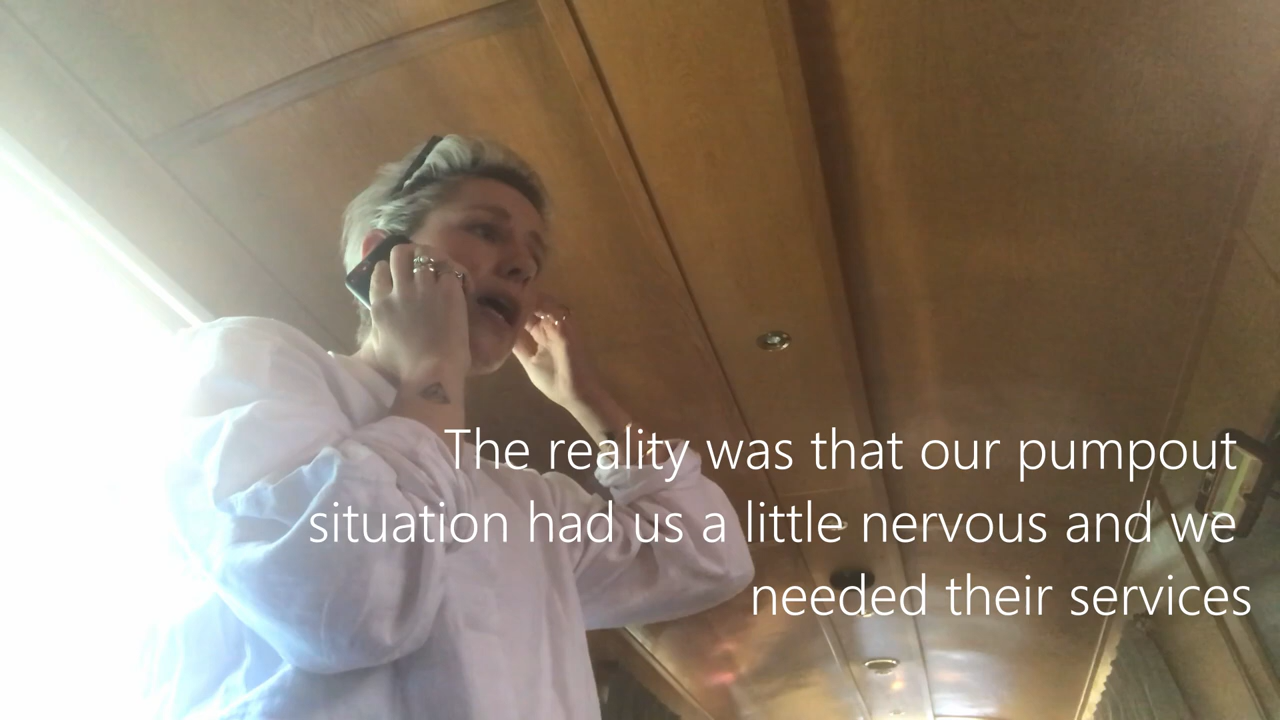 The reality was that our pumpout
situation had us a little nervous and we
needed their services